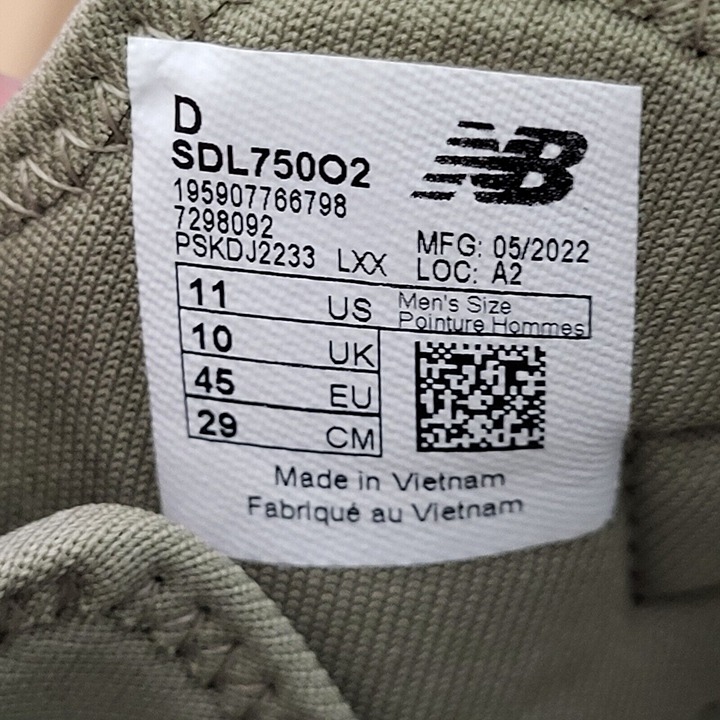 D
SDL750O2
195907766798
7298092
PSKDJ2233 LXX
NB
MFG: 05/2022
LOC: A2
11 US Men's Size
Pointure Hommes
10 UK
45 EU
29 CM
Made in Vietnam
Fabriqué au Vietnam